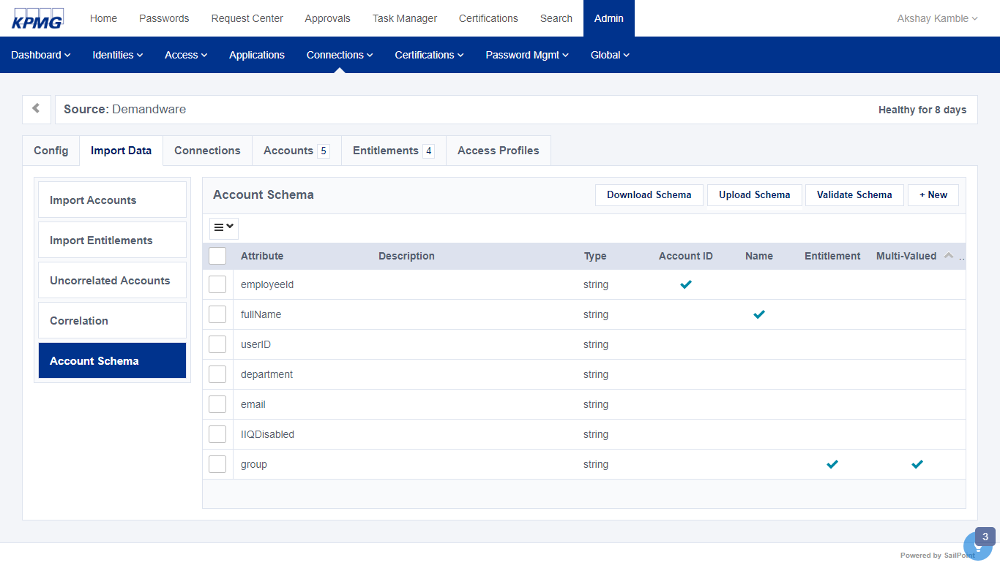 KPMG Home Passwords Request Center Approvals Task Manager Certifications Search Admin Akshay Kamble
Dashboard Identities Access Applications Connections Certifications Password Mgmt Global
Source: Demandware Healthy for 8 days
Config Import Data Connections Accounts 5 Entitlements 4 Access Profiles
Import Accounts
Import Entitlements
Uncorrelated Accounts
Correlation
Account Schema
Account Schema Download Schema Upload Schema Validate Schema + New
Attribute Description Type Account ID Name Entitlement Multi-Valued ..
employeeId string
fullName string
userID string
department string
email string
IIQDisabled string
group string
3
Powered by SailPoint